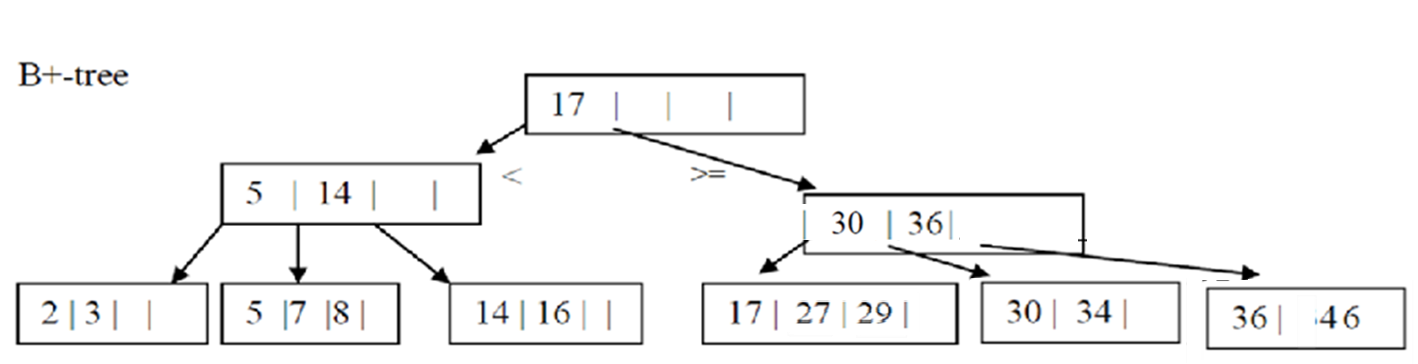 B+-tree
17 | | |
< >=
5 | 14 | |
| 30 | 36|
2 | 3 | |
5 |7 |8 |
14 | 16 | |
17 | 27 | 29 |
30 | 34 |
36 | 46